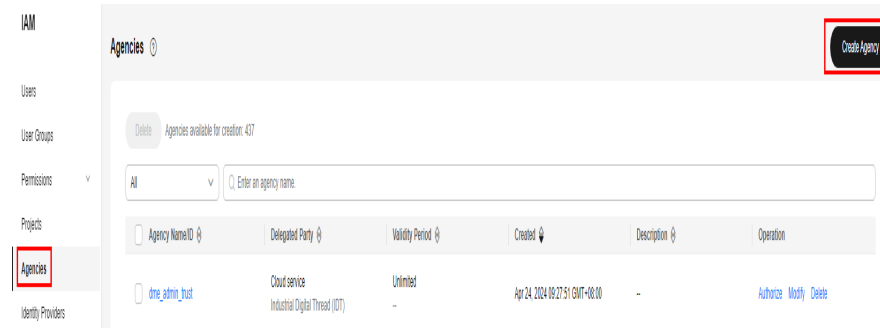 IAM
Agencies
Create Agency
Users
User Groups
Permissions
Projects
Agencies
Identity Providers
Delete Agencies available for creation: 437
All Enter an agency name.
Agency Name/ID Delegated Party Validity Period Created Description Operation
dme_admin_trust Cloud service Unlimited Apr 24, 2024 09:27:51 GMT+08:00 -- Authorize Modify Delete
Industrial Digital Thread (IDT) --